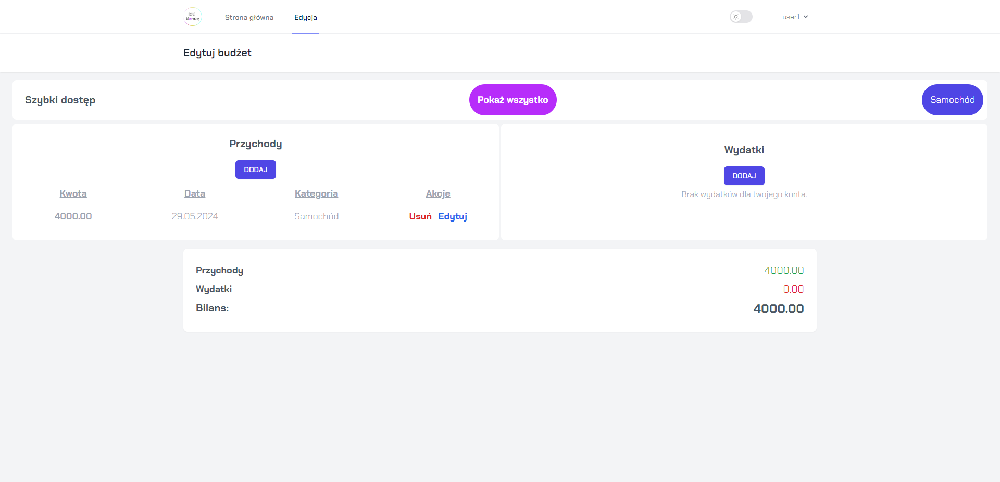 my
Money
Strona główna
Edycja
user1
Edytuj budżet
Szybki dostęp
Pokaż wszystko
Samochód
Przychody
DODAJ
Kwota Data Kategoria Akcje
4000.00 29.05.2024 Samochód Usuń Edytuj
Wydatki
DODAJ
Brak wydatków dla twojego konta.
Przychody 4000.00
Wydatki 0.00
Bilans: 4000.00